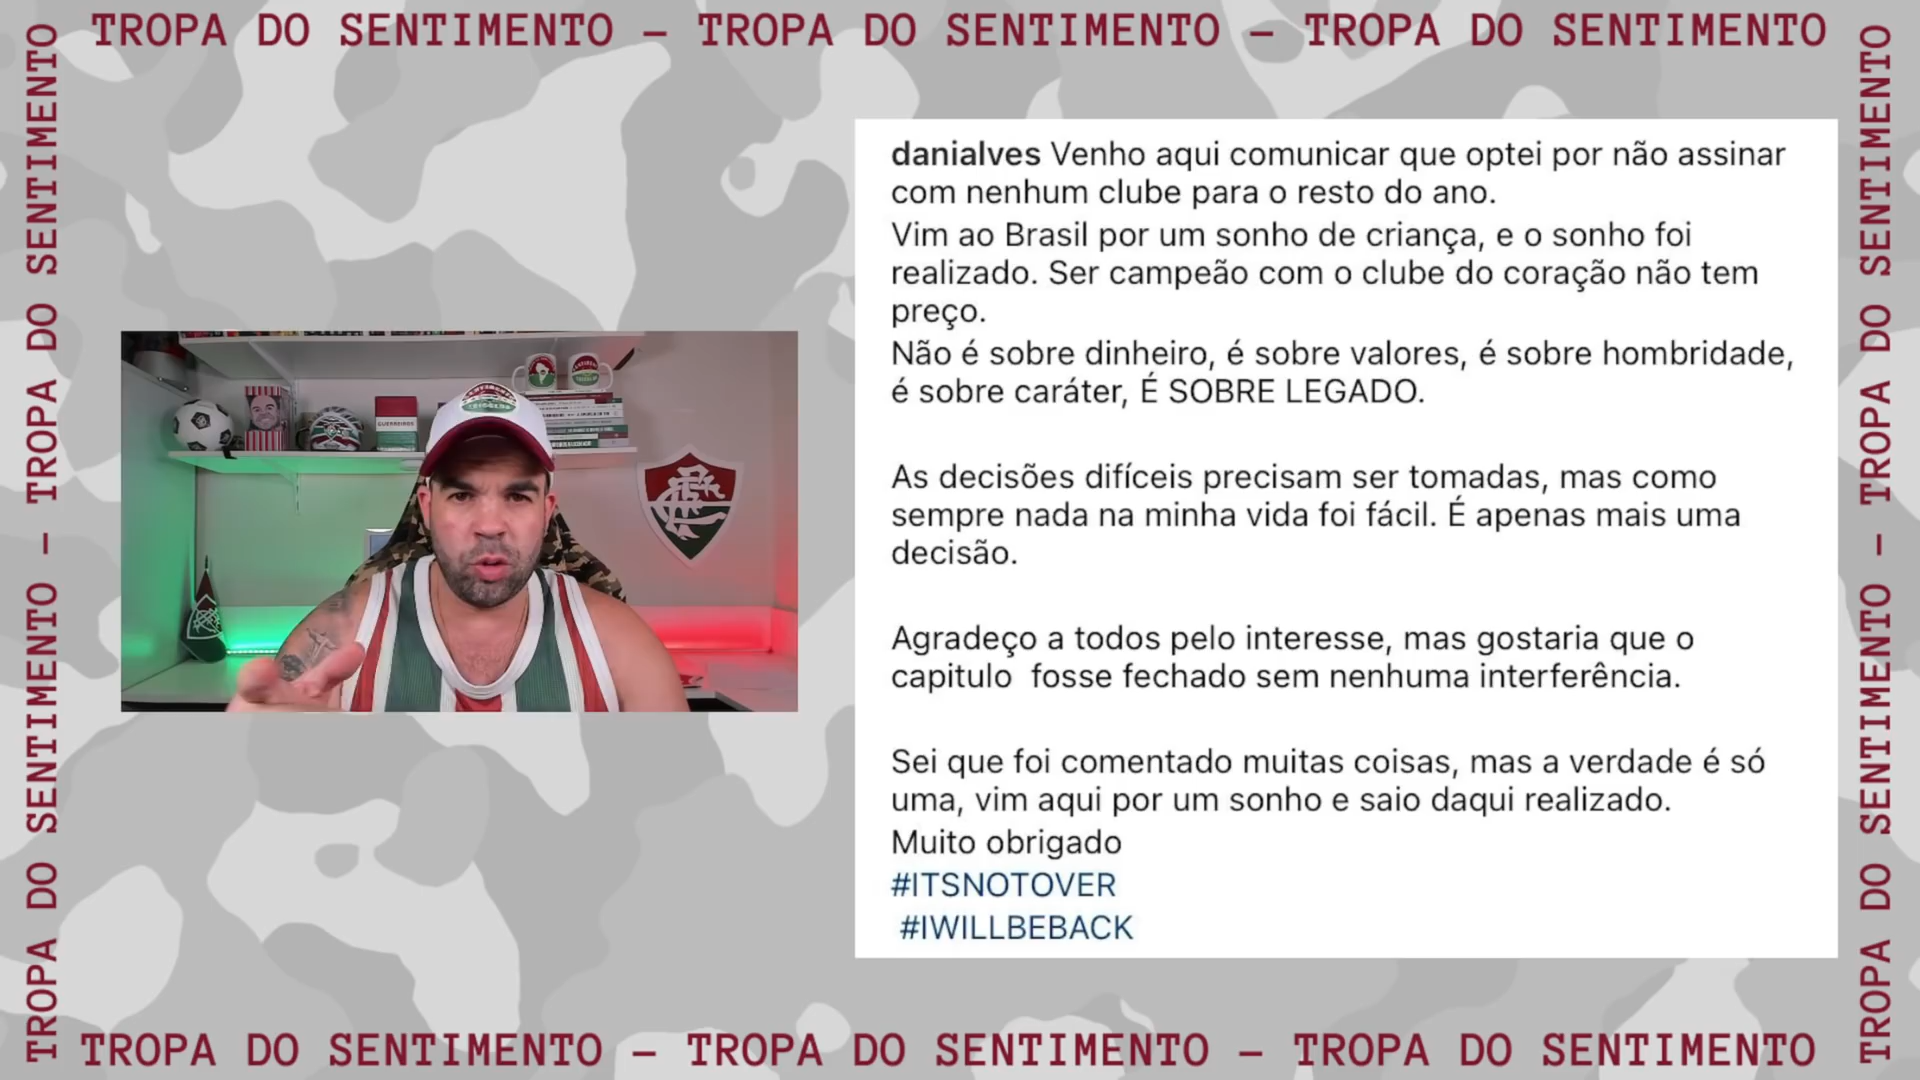 TROPA DO SENTIMENTO – TROPA DO SENTIMENTO – TROPA DO SENTIMENTO
TROPA DO SENTIMENTO – TROPA DO SENTIMENTO
danialves Venho aqui comunicar que optei por não assinar
com nenhum clube para o resto do ano.
Vim ao Brasil por um sonho de criança, e o sonho foi
realizado. Ser campeão com o clube do coração não tem
preço.
Não é sobre dinheiro, é sobre valores, é sobre hombridade,
é sobre caráter, É SOBRE LEGADO.
As decisões difíceis precisam ser tomadas, mas como
sempre nada na minha vida foi fácil. É apenas mais uma
decisão.
Agradeço a todos pelo interesse, mas gostaria que o
capitulo  fosse fechado sem nenhuma interferência.
Sei que foi comentado muitas coisas, mas a verdade é só
uma, vim aqui por um sonho e saio daqui realizado.
Muito obrigado
#ITSNOTOVER
#IWILLBEBACK
TROPA DO SENTIMENTO – TROPA DO SENTIMENTO
TROPA DO SENTIMENTO – TROPA DO SENTIMENTO – TROPA DO SENTIMENTO